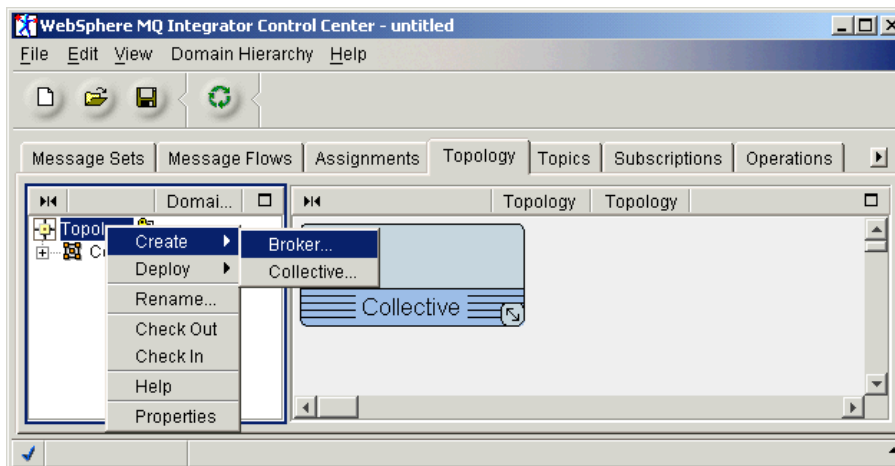 WebSphere MQ Integrator Control Center - untitled
File Edit View Domain Hierarchy Help
Message Sets Message Flows Assignments Topology Topics Subscriptions Operations
Domai... Topology Topology
Create Broker...
Deploy Collective...
Rename...
Check Out
Check In
Help
Properties
Collective